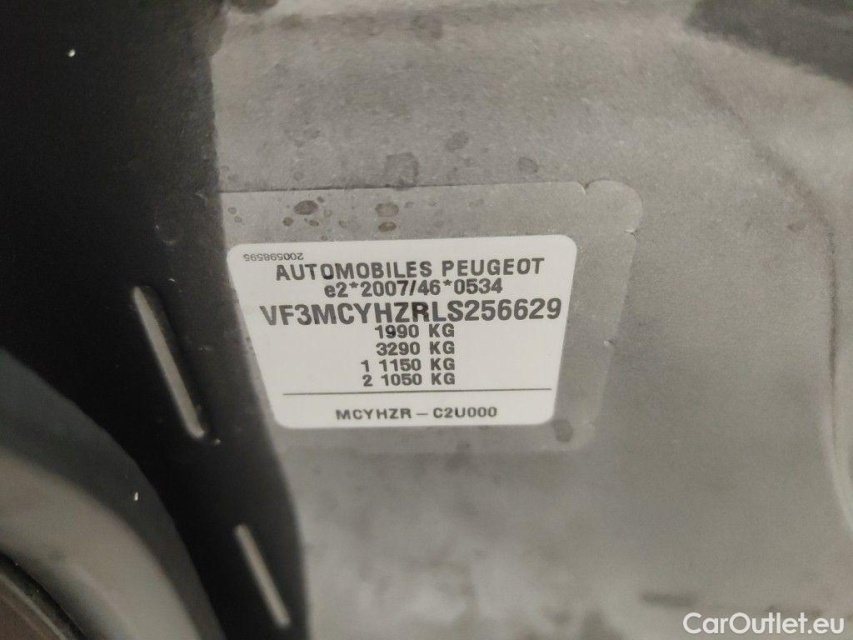 200598595
AUTOMOBILES PEUGEOT
e2*2007/46*0534
VF3MCYHZRLS256629
1990 KG
3290 KG
1 1150 KG
2 1050 KG
MCYHZR - C2U000
CarOutlet.eu